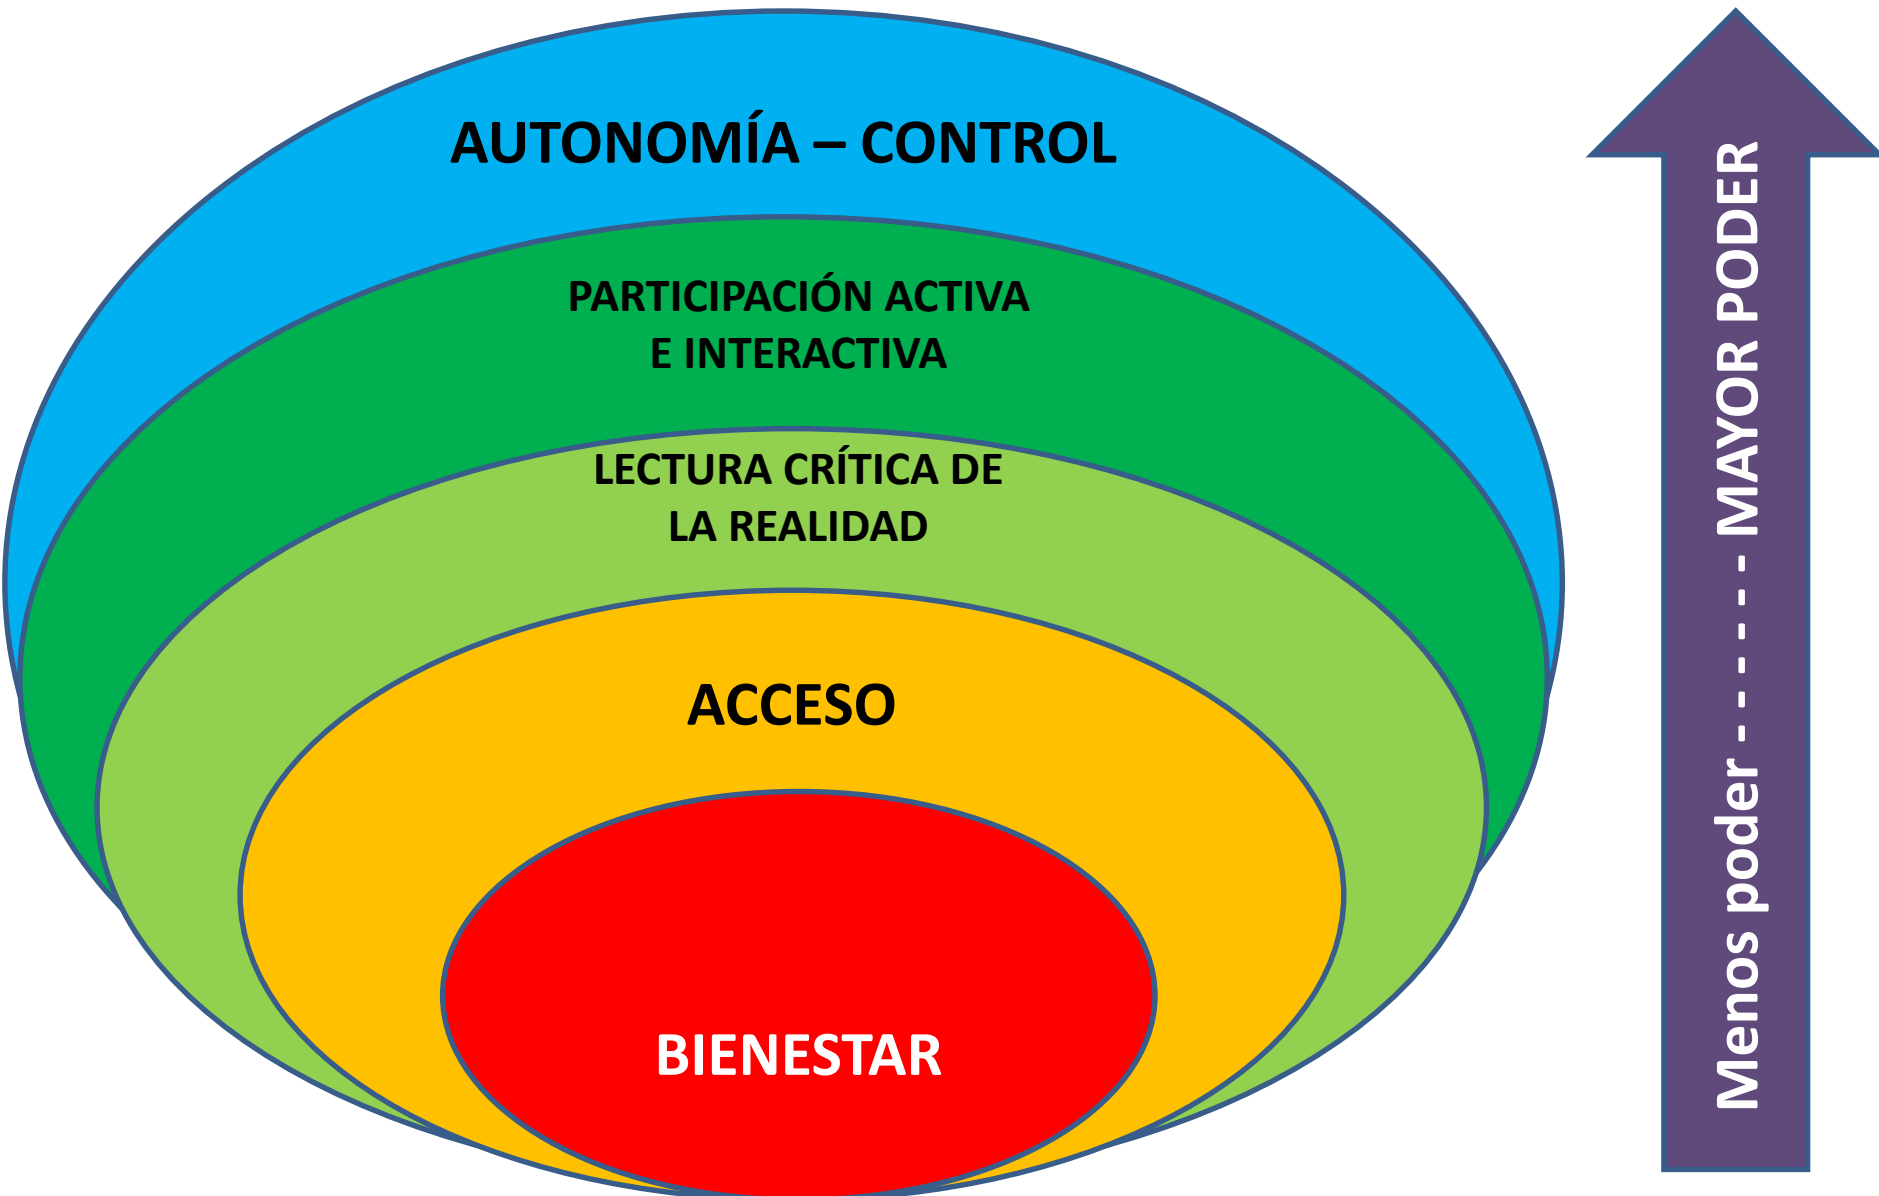 AUTONOMÍA – CONTROL
PARTICIPACIÓN ACTIVA
E INTERACTIVA
LECTURA CRÍTICA DE
LA REALIDAD
ACCESO
BIENESTAR
Menos poder - - - - - - MAYOR PODER